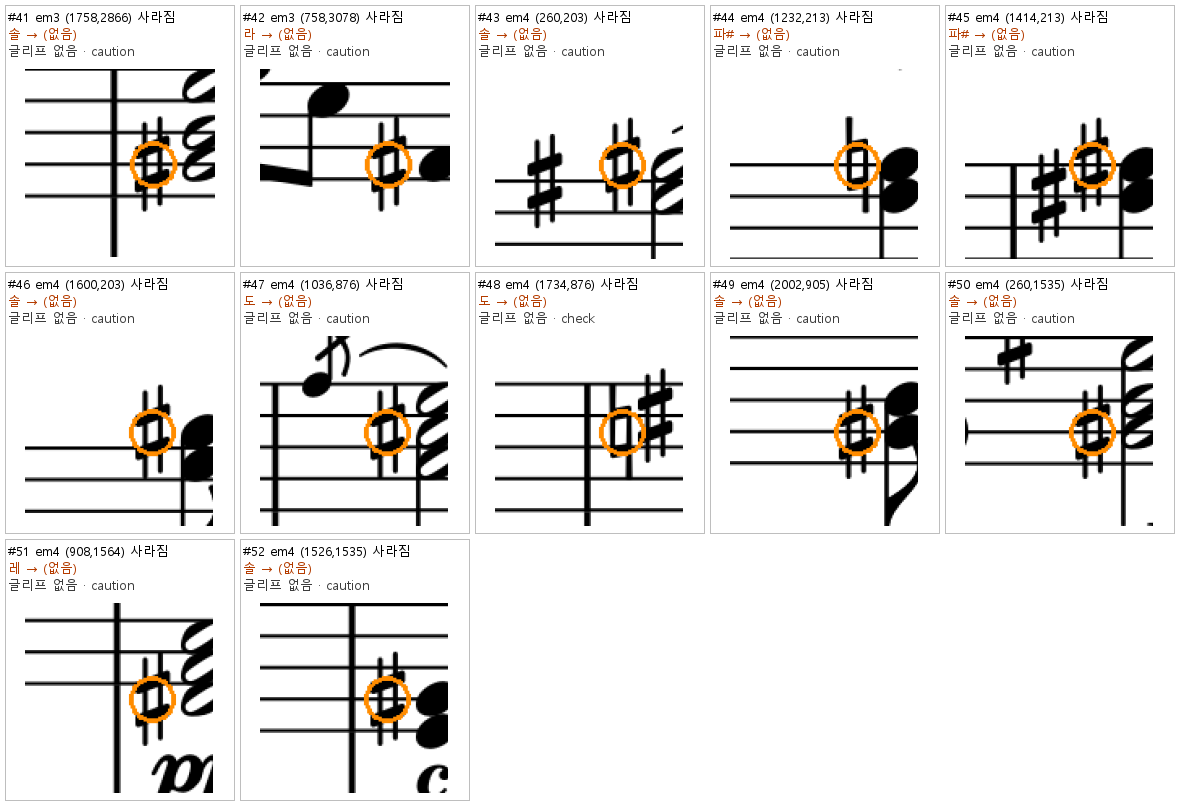 #41 em3 (1758,2866) 사라짐
솔 → (없음)
글리프 없음 · caution
#42 em3 (758,3078) 사라짐
라 → (없음)
글리프 없음 · caution
#43 em4 (260,203) 사라짐
솔 → (없음)
글리프 없음 · caution
#44 em4 (1232,213) 사라짐
파# → (없음)
글리프 없음 · caution
#45 em4 (1414,213) 사라짐
파# → (없음)
글리프 없음 · caution
#46 em4 (1600,203) 사라짐
솔 → (없음)
글리프 없음 · caution
#47 em4 (1036,876) 사라짐
도 → (없음)
글리프 없음 · caution
#48 em4 (1734,876) 사라짐
도 → (없음)
글리프 없음 · check
#49 em4 (2002,905) 사라짐
솔 → (없음)
글리프 없음 · caution
#50 em4 (260,1535) 사라짐
솔 → (없음)
글리프 없음 · caution
#51 em4 (908,1564) 사라짐
레 → (없음)
글리프 없음 · caution
#52 em4 (1526,1535) 사라짐
솔 → (없음)
글리프 없음 · caution